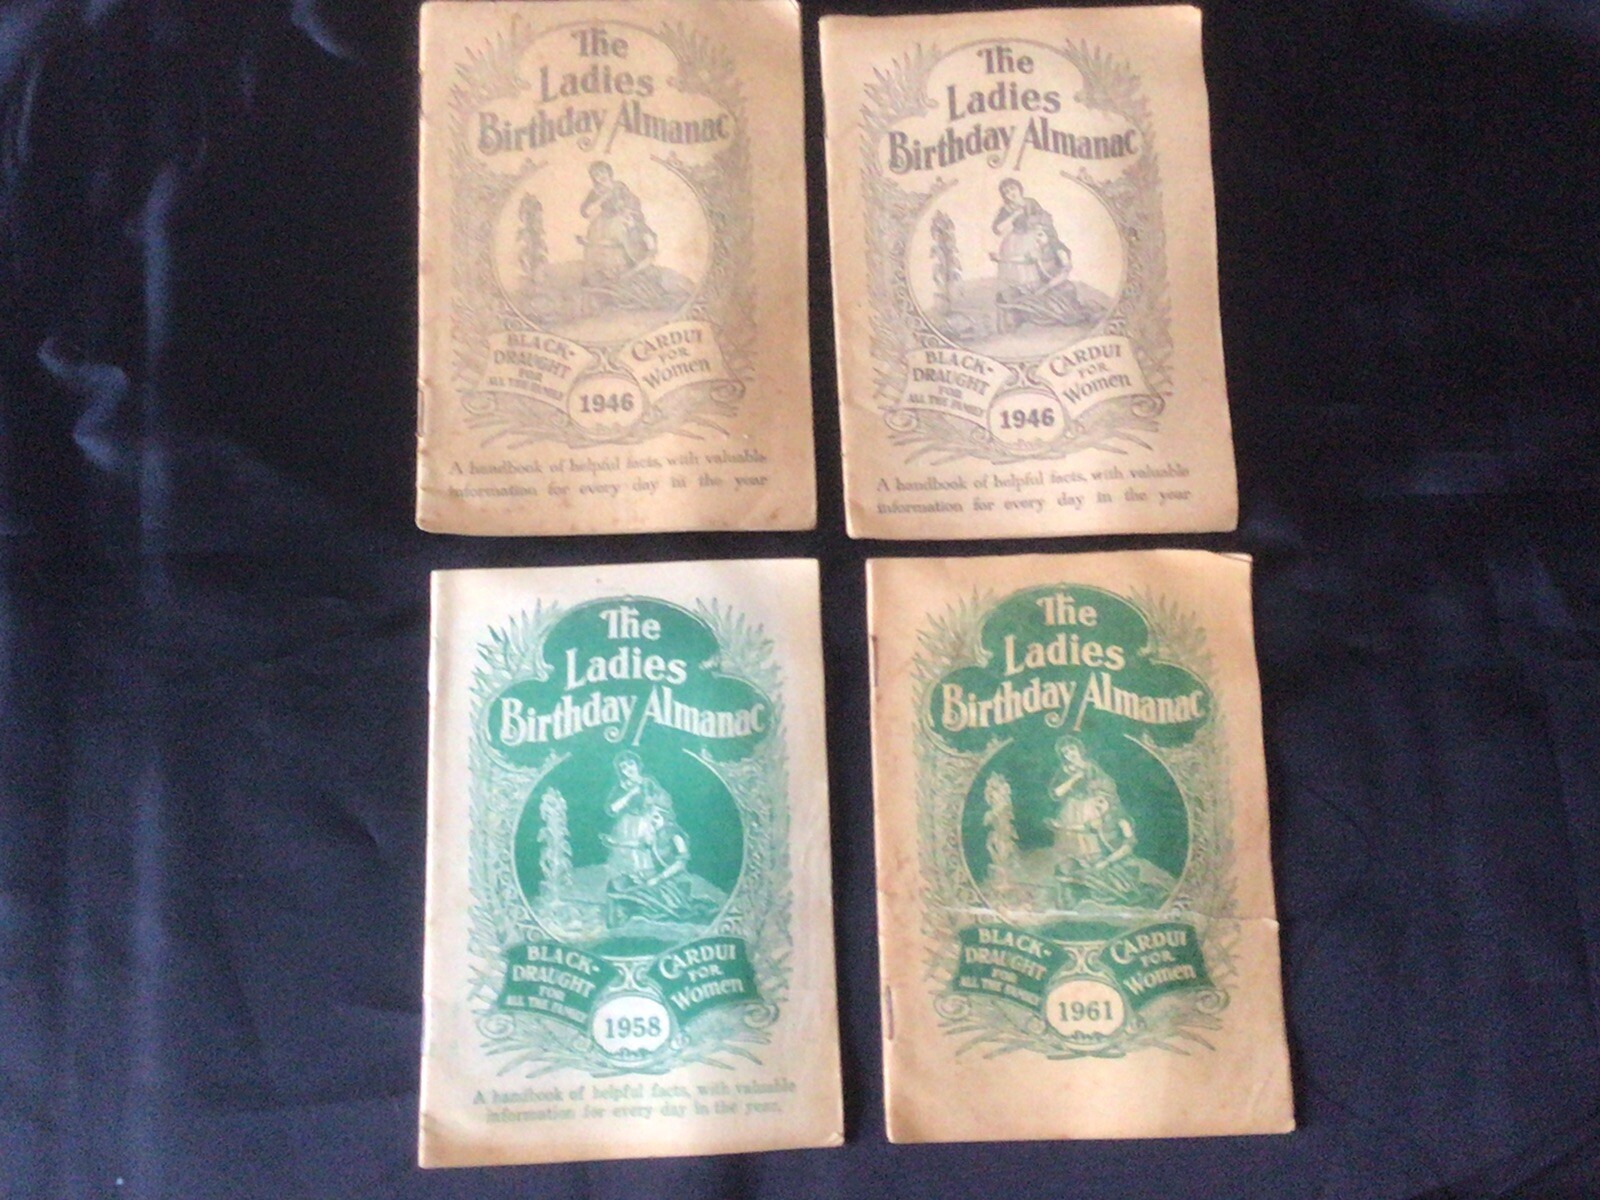 The
Ladies
Birthday Almanac
BLACK-
DRAUGHT
FOR
ALL THE FAMILY
CARDUI
FOR
Women
1946
A handbook of helpful facts, with valuable
information for every day in the year
The
Ladies
Birthday Almanac
BLACK-
DRAUGHT
FOR
ALL THE FAMILY
CARDUI
FOR
Women
1946
A handbook of helpful facts, with valuable
information for every day in the year
The
Ladies
Birthday Almanac
BLACK-
DRAUGHT
FOR
ALL THE FAMILY
CARDUI
FOR
Women
1958
A handbook of helpful facts, with valuable
information for every day in the year.
The
Ladies
Birthday Almanac
BLACK-
DRAUGHT
FOR
ALL THE FAMILY
CARDUI
FOR
Women
1961